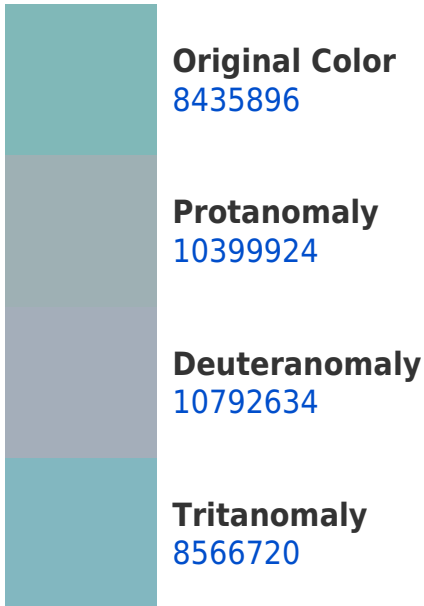 Original Color
8435896
Protanomaly
10399924
Deuteranomaly
10792634
Tritanomaly
8566720